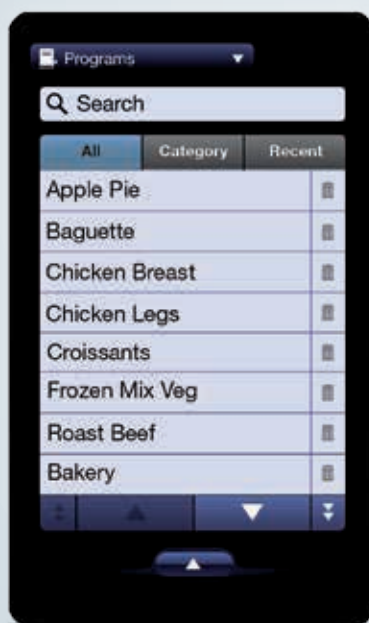 Programs
Search
All Category Recent
Apple Pie
Baguette
Chicken Breast
Chicken Legs
Croissants
Frozen Mix Veg
Roast Beef
Bakery